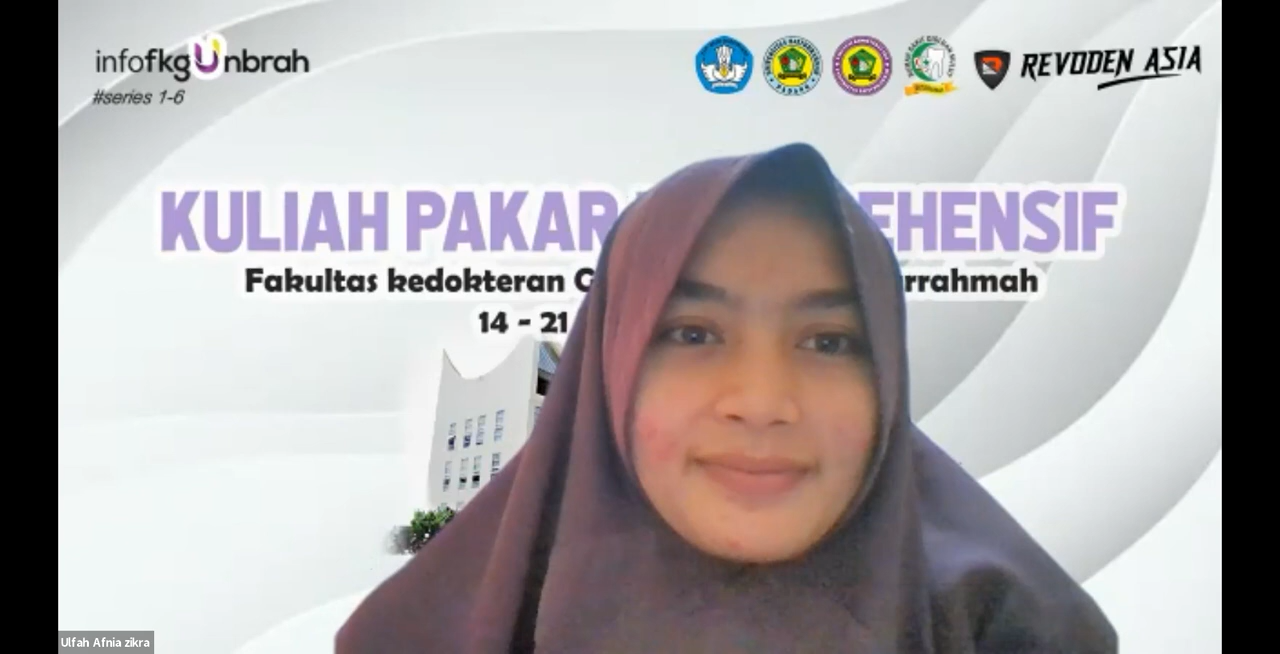 infofkgUnbrah
#series 1-6
REVODEN ASIA
KULIAH PAKAR EHENSIF
Fakultas kedokteran G rrahmah
14 - 21
Ulfah Afnia zikra